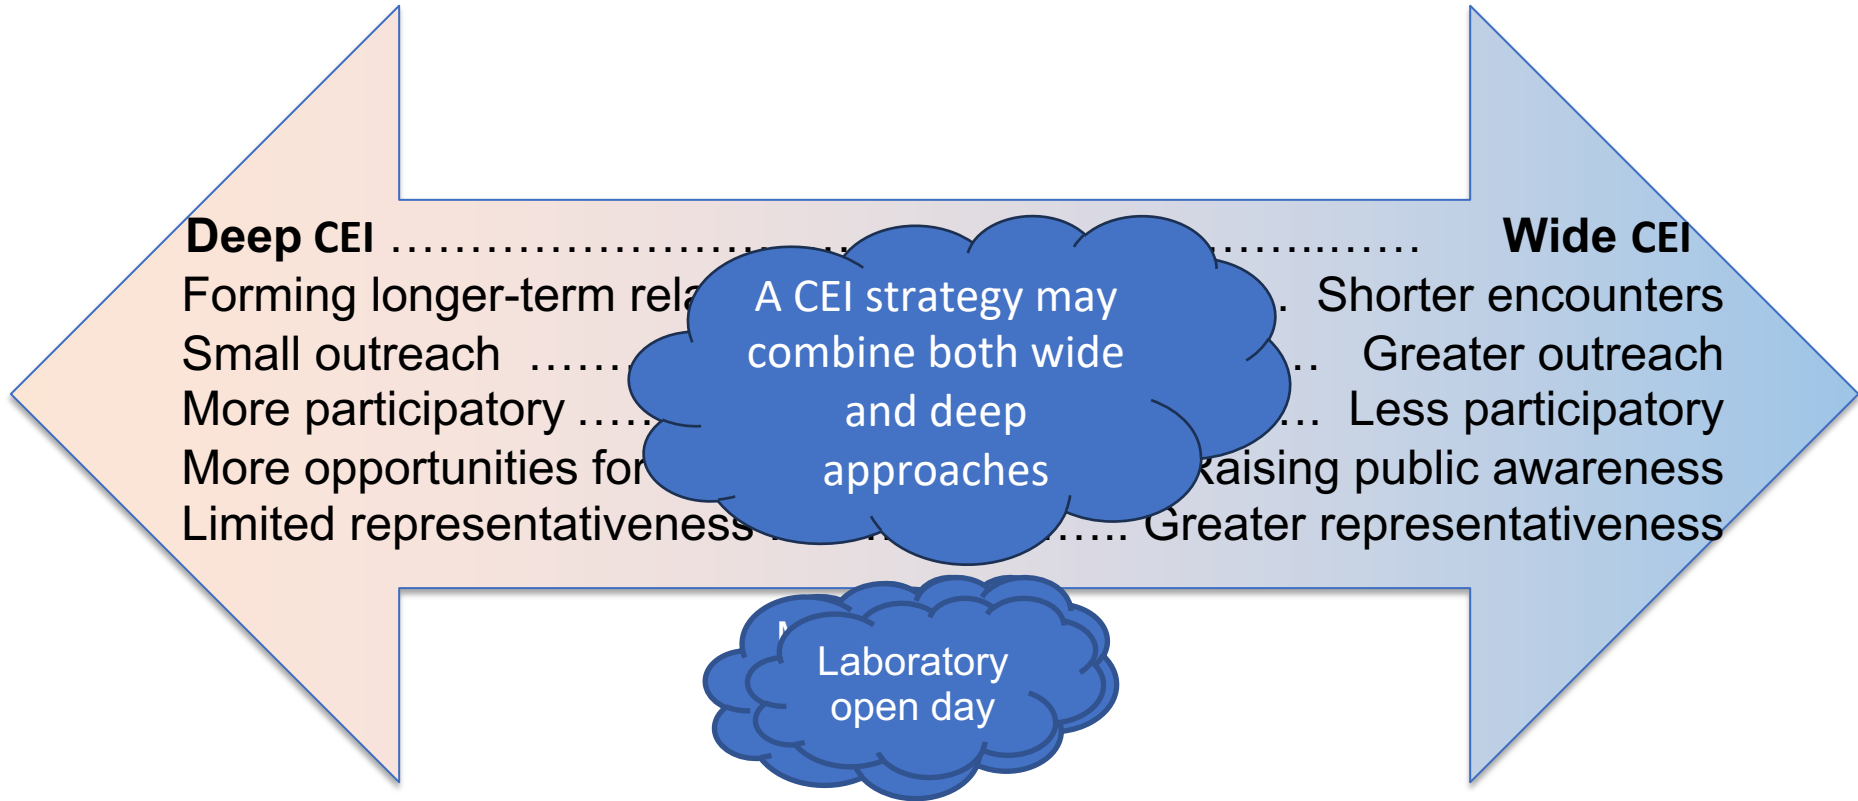 Deep CEI ……………………………………..…… Wide CEI
Forming longer-term . Shorter encounters
Small outreach ……… … Greater outreach
More participatory …… … Less participatory
More opportunities for Raising public awareness
Limited representativeness ….. Greater representativeness
A CEI strategy may
combine both wide
and deep
approaches
Laboratory
open day